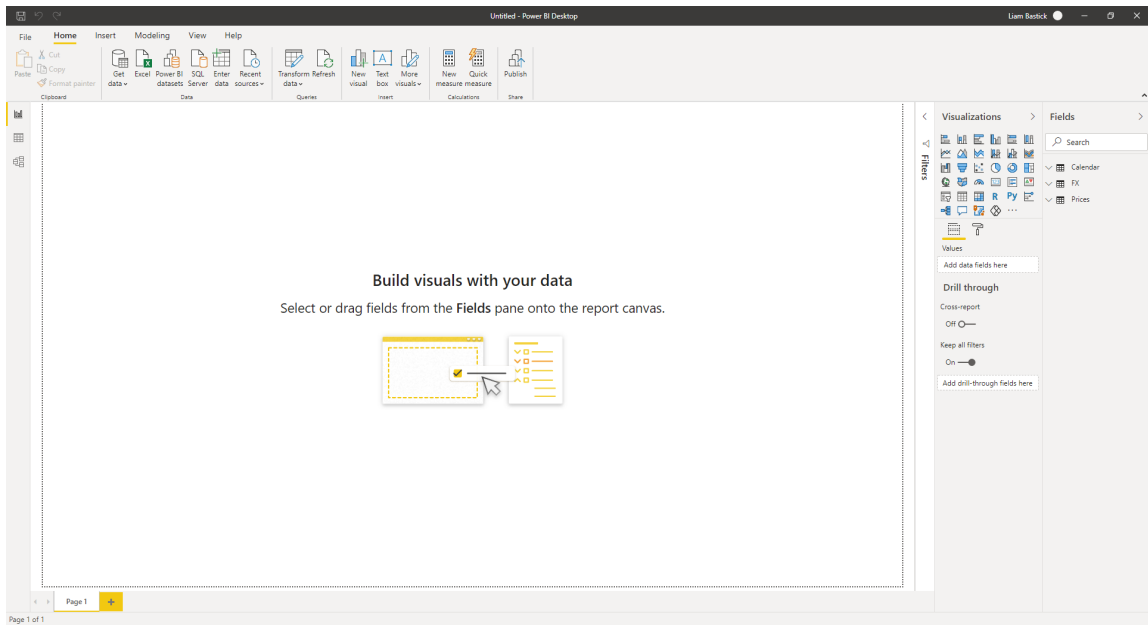 Untitled - Power BI Desktop
Liam Bastick
File Home Insert Modeling View Help
Paste
Cut
Copy
Format painter
Clipboard
Get data
Excel
Power BI datasets
SQL Server
Enter data
Recent sources
Data
Transform data
Refresh
Queries
New visual
A
Text box
More visuals
Insert
New measure
Quick measure
Calculations
Publish
Share
Filters
Visualizations
R Py
Values
Add data fields here
Drill through
Cross-report
Off
Keep all filters
On
Add drill-through fields here
Fields
Search
Calendar
FX
Prices
Build visuals with your data
Select or drag fields from the Fields pane onto the report canvas.
Page 1
Page 1 of 1